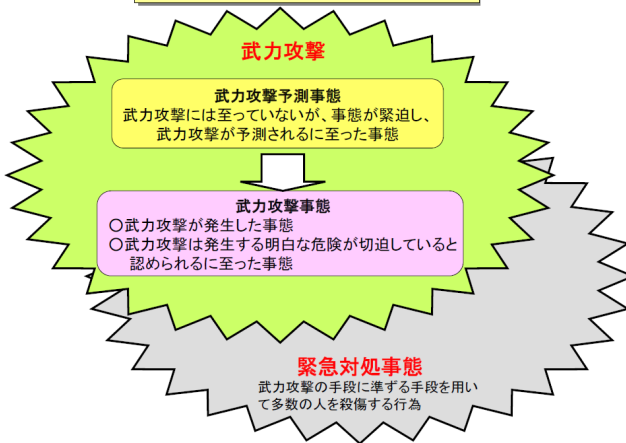 武力攻撃
武力攻撃予測事態
武力攻撃には至っていないが、事態が緊迫し、
武力攻撃が予測されるに至った事態
武力攻撃事態
○武力攻撃が発生した事態
○武力攻撃は発生する明白な危険が切迫していると
認められるに至った事態
緊急対処事態
武力攻撃の手段に準ずる手段を用い
て多数の人を殺傷する行為